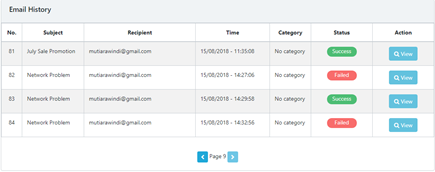 Email History
No. Subject Recipient Time Category Status Action
81 July Sale Promotion mutiarawindi@gmail.com 15/08/2018 - 11:35:08 No category Success View
82 Network Problem mutiarawindi@gmail.com 15/08/2018 - 14:27:06 No category Failed View
83 Network Problem mutiarawindi@gmail.com 15/08/2018 - 14:29:58 No category Success View
84 Network Problem mutiarawindi@gmail.com 15/08/2018 - 14:32:56 No category Failed View
Page 9